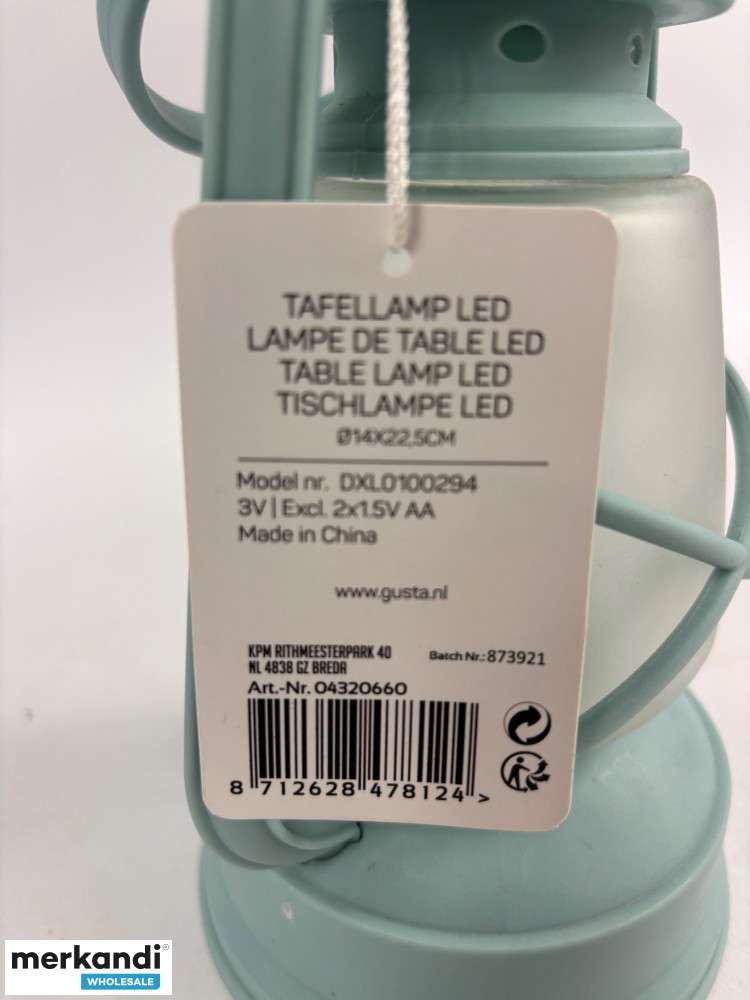 TAFELLAMP LED
LAMPE DE TABLE LED
TABLE LAMP LED
TISCHLAMPE LED
Ø14X22,5CM
Model nr. DXL0100294
3V | Excl. 2x1.5V AA
Made in China
www.gusta.nl
KPM RITHMEESTERPARK 40
NL 4838 GZ BREDA
Batch Nr.:873921
Art.-Nr. 04320660
8 712628 478124 >
merkandi®
WHOLESALE